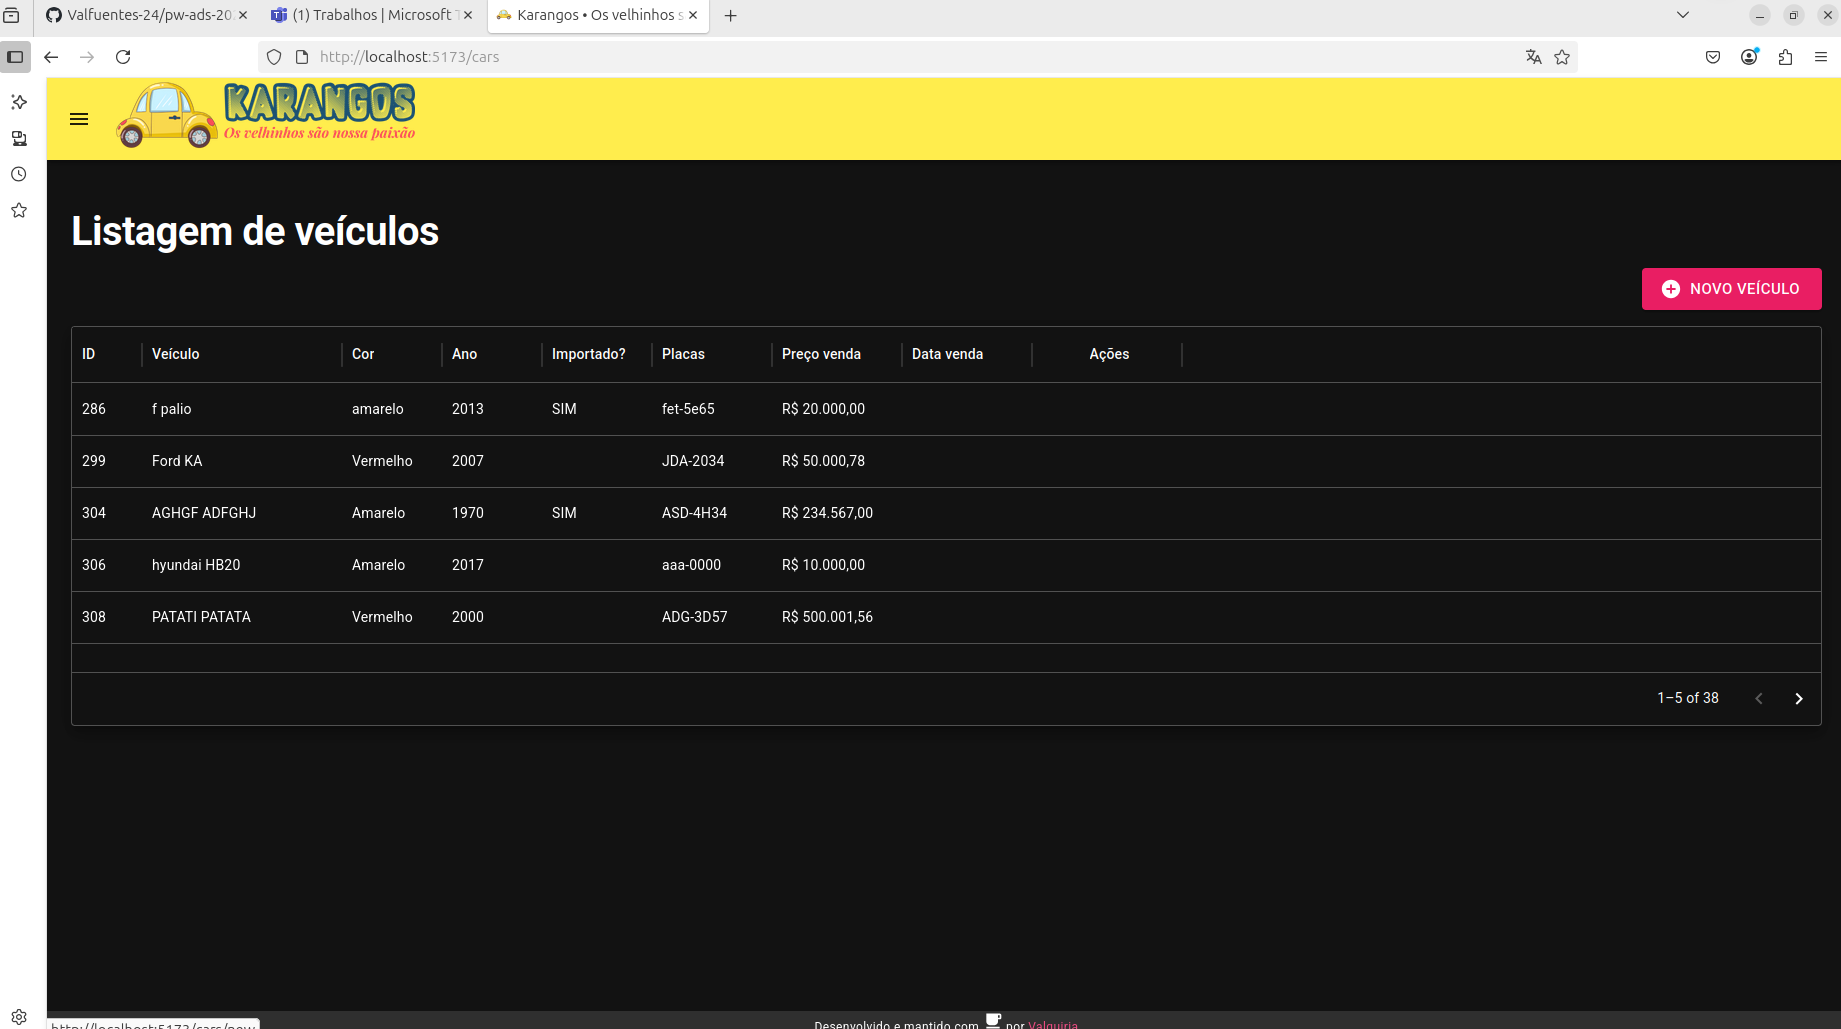 Valfuentes-24/pw-ads-20
(1) Trabalhos | Microsoft T
Karangos • Os velhinhos s
http://localhost:5173/cars
KARANGOS
Os velhinhos são nossa paixão
Listagem de veículos
NOVO VEÍCULO
ID Veículo Cor Ano Importado? Placas Preço venda Data venda Ações
286 f palio amarelo 2013 SIM fet-5e65 R$ 20.000,00
299 Ford KA Vermelho 2007 JDA-2034 R$ 50.000,78
304 AGHGF ADFGHJ Amarelo 1970 SIM ASD-4H34 R$ 234.567,00
306 hyundai HB20 Amarelo 2017 aaa-0000 R$ 10.000,00
308 PATATI PATATA Vermelho 2000 ADG-3D57 R$ 500.001,56
1–5 of 38
Desenvolvido e mantido com por Valquiria
http://localhost:5173/cars/new